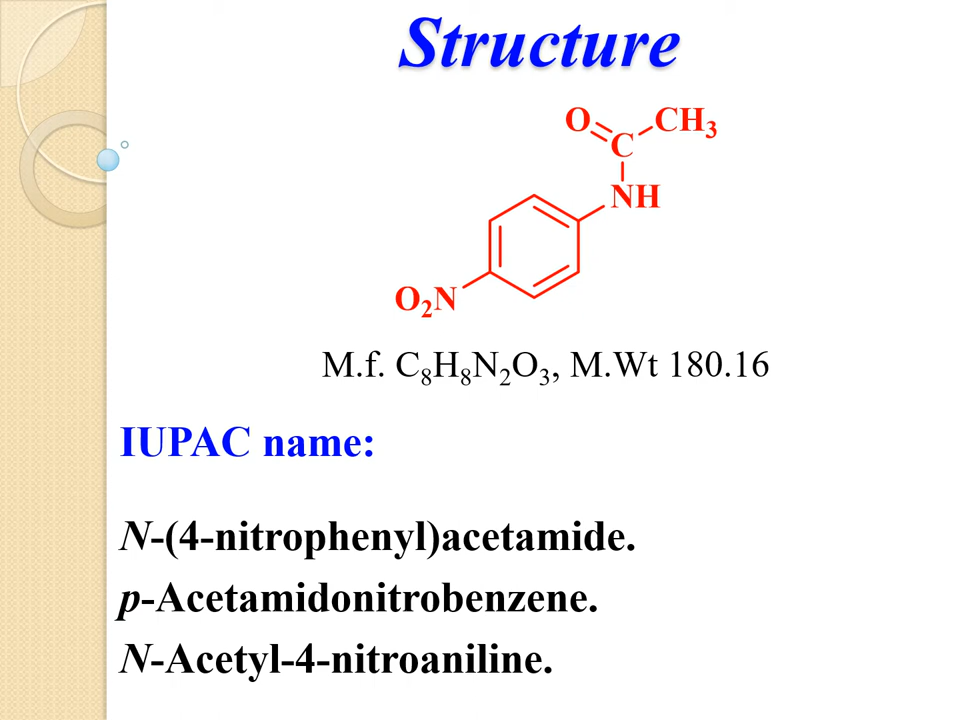 Structure
O
CH₃
C
NH
O₂N
M.f. C₈H₈N₂O₃, M.Wt 180.16
IUPAC name:
N-(4-nitrophenyl)acetamide.
p-Acetamidonitrobenzene.
N-Acetyl-4-nitroaniline.